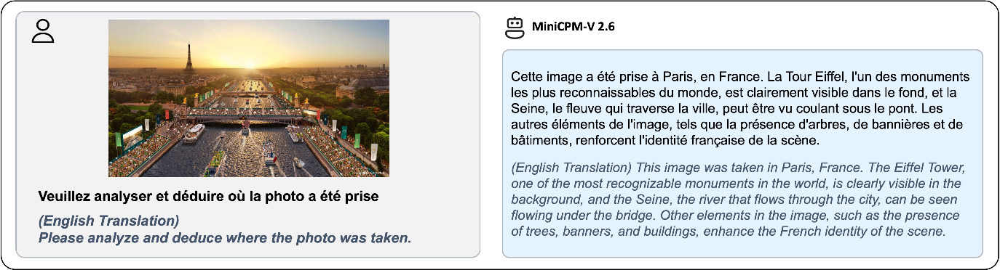 Veuillez analyser et déduire où la photo a été prise
(English Translation)
Please analyze and deduce where the photo was taken.
MiniCPM-V 2.6
Cette image a été prise à Paris, en France. La Tour Eiffel, l'un des monuments
les plus reconnaissables du monde, est clairement visible dans le fond, et la
Seine, le fleuve qui traverse la ville, peut être vu coulant sous le pont. Les
autres éléments de l'image, tels que la présence d'arbres, de bannières et de
bâtiments, renforcent l'identité française de la scène.
(English Translation) This image was taken in Paris, France. The Eiffel Tower,
one of the most recognizable monuments in the world, is clearly visible in the
background, and the Seine, the river that flows through the city, can be seen
flowing under the bridge. Other elements in the image, such as the presence
of trees, banners, and buildings, enhance the French identity of the scene.